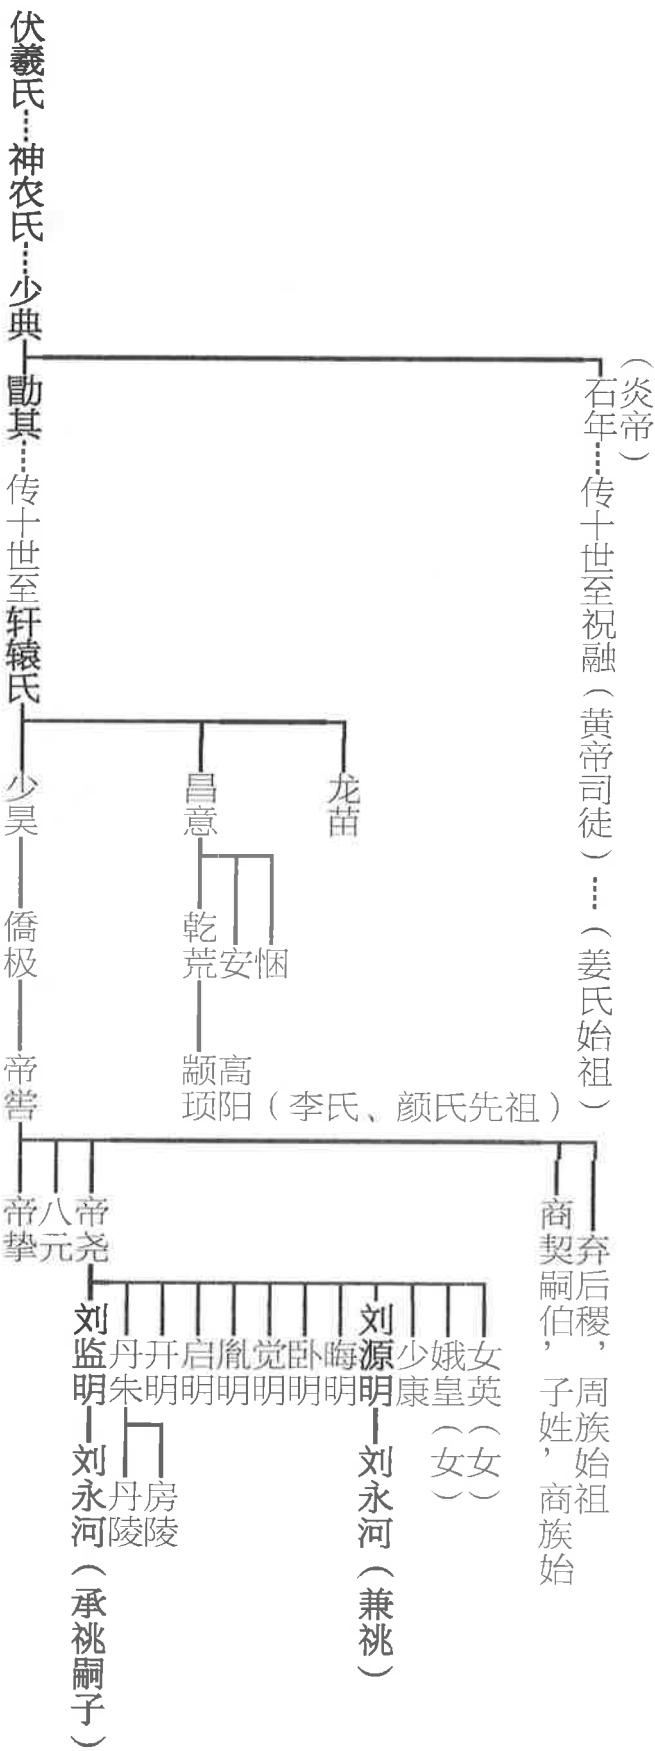 伏羲氏
神农氏
少典
勖其
传十世至轩辕氏
石年
（炎帝）
传十世至祝融（黄帝司徒）
（姜氏始祖）
少昊
昌意
龙苗
侨极
乾荒
安
悃
帝喾
颛顼
高阳（李氏、颜氏先祖）
帝挚
八元
帝尧
商契嗣伯，子姓，商族始
弃后稷，周族始祖
刘监明
丹朱
开明
启明
胤明
觉明
卧明
晦明
刘源明
少康
娥皇（女）
女英（女）
刘永河（承祧嗣子）
丹陵
房陵
刘永河（兼祧）